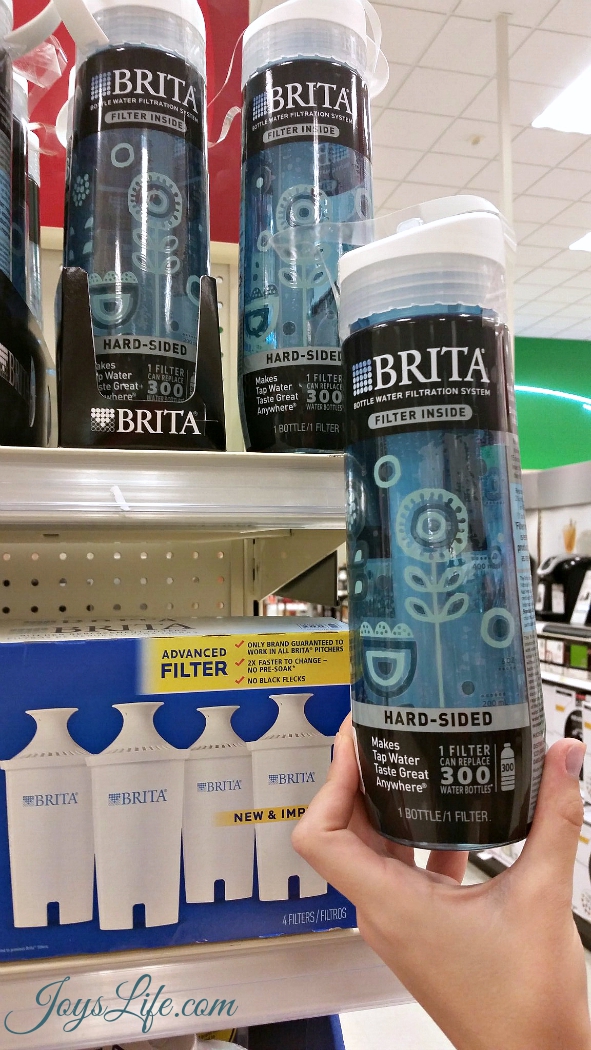 BRITA
BOTTLE WATER FILTRATION SYSTEM
FILTER INSIDE
HARD-SIDED
Makes
Tap Water
Taste Great
Anywhere®
1 FILTER
CAN REPLACE
300
WATER BOTTLES
BRITA®
BRITA
BOTTLE WATER FILTRATION SYSTEM
FILTER INSIDE
HARD-SIDED
Makes
Tap Water
Taste Great
Anywhere®
1 FILTER
CAN REPLACE
300
WATER BOTTLES
1 BOTTLE/1 FILTER
BRITA®
BOTTLE WATER FILTRATION SYSTEM
FILTER INSIDE
HARD-SIDED
Makes
Tap Water
Taste Great
Anywhere®
1 FILTER
CAN REPLACE
300
WATER BOTTLES*
300
1 BOTTLE/1 FILTER
BRITA
ADVANCED
FILTER
ONLY BRAND GUARANTEED TO
WORK IN ALL BRITA® PITCHERS
2X FASTER TO CHANGE –
NO PRE-SOAK*
NO BLACK FLECKS
BRITA®
BRITA®
BRITA®
BRITA®
NEW & IMP
4 FILTERS/FILTROS
JoysLife.com